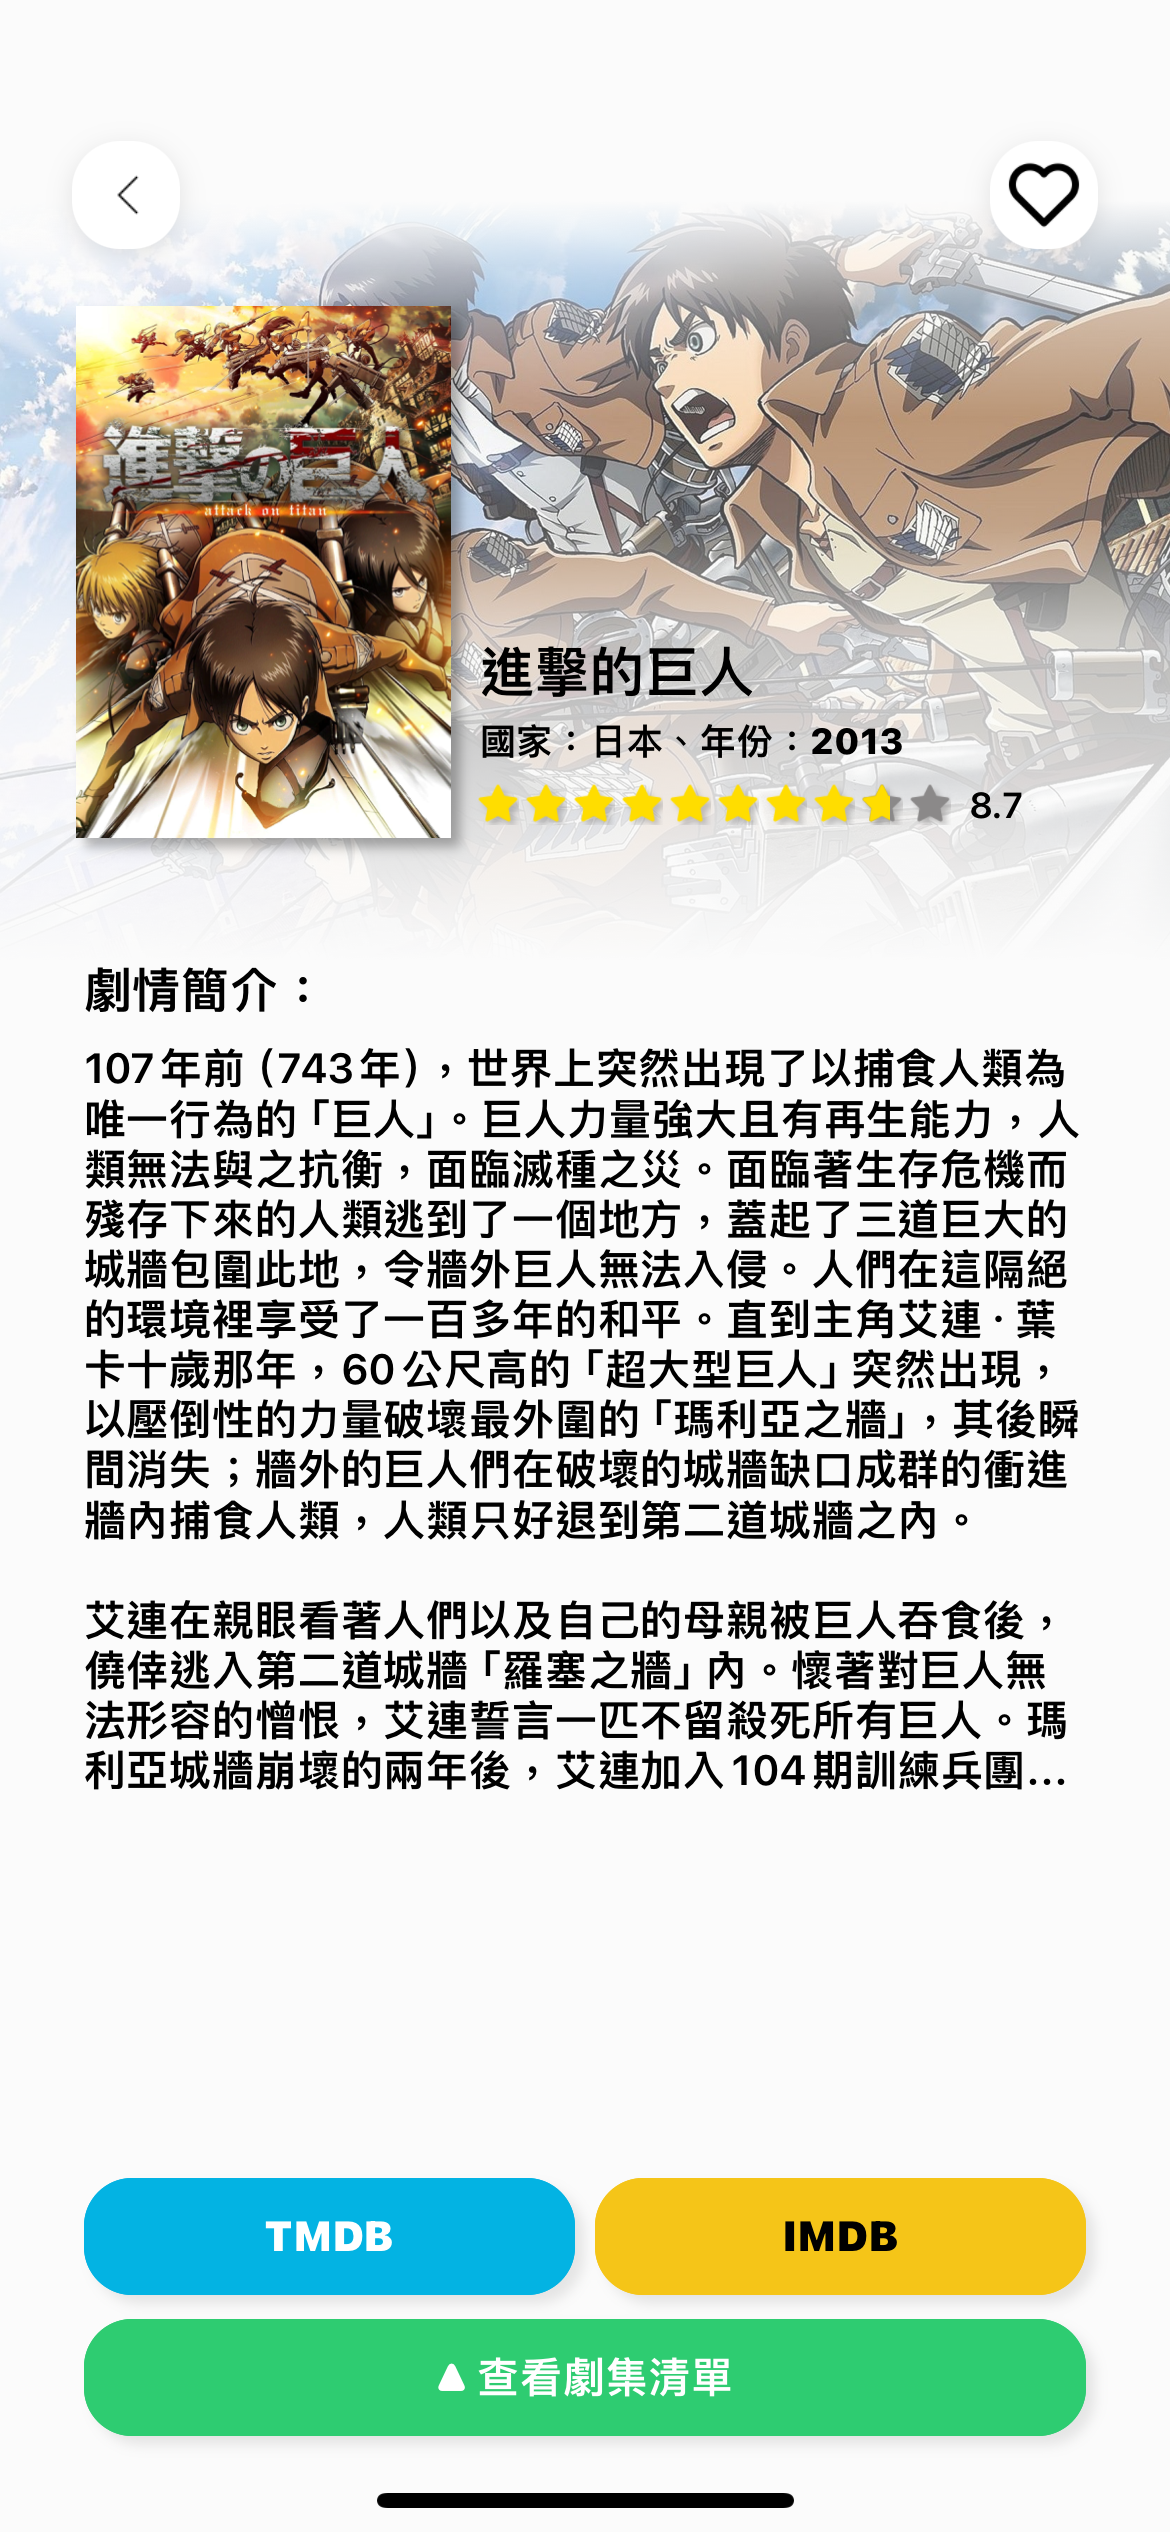 進撃の巨人
attack on titan
進擊的巨人
國家：日本、年份：2013
8.7
劇情簡介：
107年前（743年），世界上突然出現了以捕食人類為
唯一行為的「巨人」。巨人力量強大且有再生能力，人
類無法與之抗衡，面臨滅種之災。面臨著生存危機而
殘存下來的人類逃到了一個地方，蓋起了三道巨大的
城牆包圍此地，令牆外巨人無法入侵。人們在這隔絕
的環境裡享受了一百多年的和平。直到主角艾連·葉
卡十歲那年，60公尺高的「超大型巨人」突然出現，
以壓倒性的力量破壞最外圍的「瑪利亞之牆」，其後瞬
間消失；牆外的巨人們在破壞的城牆缺口成群的衝進
牆內捕食人類，人類只好退到第二道城牆之內。
艾連在親眼看著人們以及自己的母親被巨人吞食後，
僥倖逃入第二道城牆「羅塞之牆」內。懷著對巨人無
法形容的憎恨，艾連誓言一匹不留殺死所有巨人。瑪
利亞城牆崩壞的兩年後，艾連加入104期訓練兵團...
TMDB
IMDB
查看劇集清單